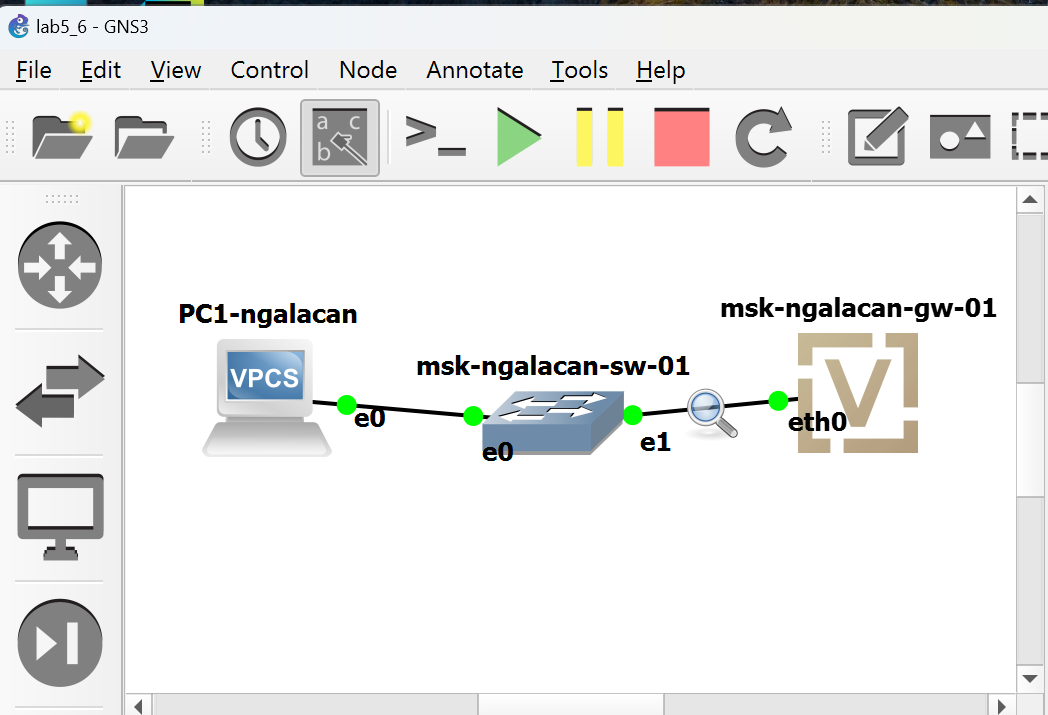 lab5_6 - GNS3
File Edit View Control Node Annotate Tools Help
a c
b
PC1-ngalacan
msk-ngalacan-gw-01
msk-ngalacan-sw-01
VPCS
V
e0
eth0
e0
e1